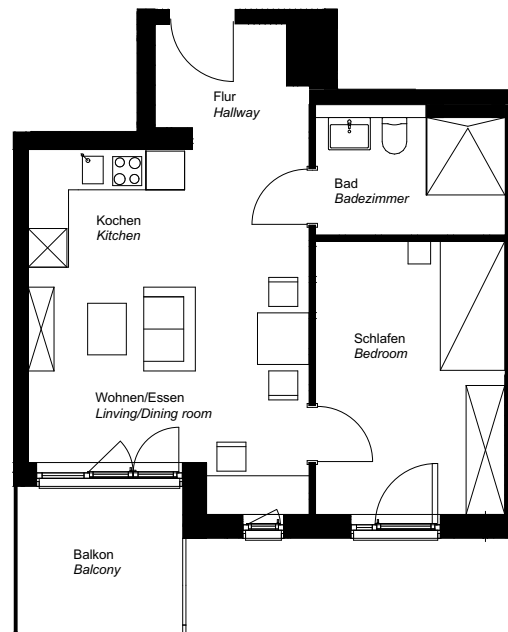 Flur
Hallway
Bad
Badezimmer
Kochen
Kitchen
Schlafen
Bedroom
Wohnen/Essen
Linving/Dining room
Balkon
Balcony